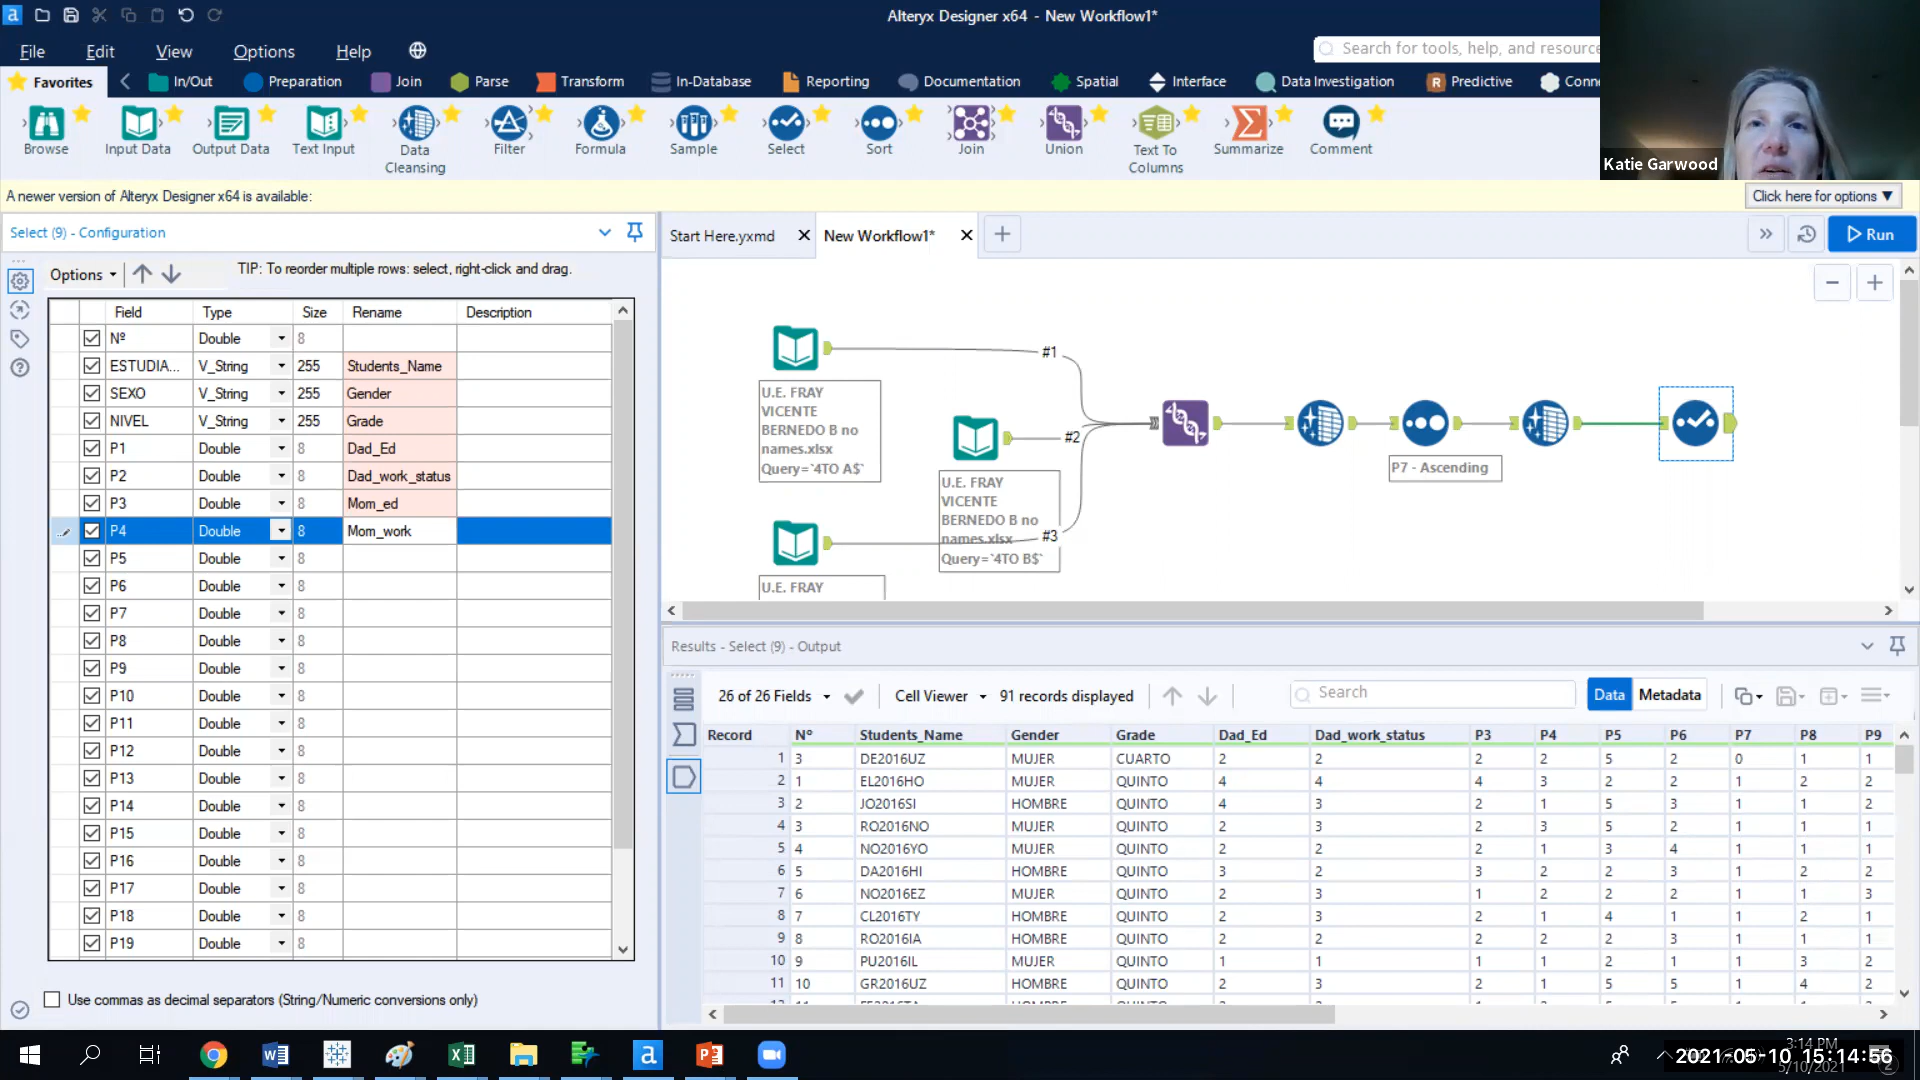 Alteryx Designer x64 - New Workflow1*
File Edit View Options Help
Search for tools, help, and resource
Favorites In/Out Preparation Join Parse Transform In-Database Reporting Documentation Spatial Interface Data Investigation Predictive Conne
Browse Input Data Output Data Text Input Data Cleansing Filter Formula Sample Select Sort Join Union Text To Columns Summarize Comment
Katie Garwood
A newer version of Alteryx Designer x64 is available:
Click here for options ▼
Select (9) - Configuration
Options
TIP: To reorder multiple rows: select, right-click and drag.
Field Type Size Rename Description
Nº Double 8
ESTUDIA... V_String 255 Students_Name
SEXO V_String 255 Gender
NIVEL V_String 255 Grade
P1 Double 8 Dad_Ed
P2 Double 8 Dad_work_status
P3 Double 8 Mom_ed
P4 Double 8 Mom_work
P5 Double 8
P6 Double 8
P7 Double 8
P8 Double 8
P9 Double 8
P10 Double 8
P11 Double 8
P12 Double 8
P13 Double 8
P14 Double 8
P15 Double 8
P16 Double 8
P17 Double 8
P18 Double 8
P19 Double 8
Use commas as decimal separators (String/Numeric conversions only)
Start Here.yxmd
New Workflow1*
Run
#1
U.E. FRAY
VICENTE
BERNEDO B no
names.xlsx
Query=`4TO A$`
#2
U.E. FRAY
VICENTE
BERNEDO B no
names.xlsx
Query=`4TO B$`
#3
U.E. FRAY
P7 - Ascending
Results - Select (9) - Output
26 of 26 Fields Cell Viewer 91 records displayed Search Data Metadata
Record Nº Students_Name Gender Grade Dad_Ed Dad_work_status P3 P4 P5 P6 P7 P8 P9
1 3 DE2016UZ MUJER CUARTO 2 2 2 2 5 2 0 1 1
2 1 EL2016HO MUJER QUINTO 4 4 4 3 2 2 1 2 2
3 2 JO2016SI HOMBRE QUINTO 4 3 2 1 5 3 1 1 2
4 3 RO2016NO MUJER QUINTO 2 3 2 3 5 2 1 1 1
5 4 NO2016YO MUJER QUINTO 2 2 2 1 3 4 1 1 1
6 5 DA2016HI HOMBRE QUINTO 3 2 3 2 2 3 1 2 2
7 6 NO2016EZ MUJER QUINTO 2 3 1 2 2 2 1 1 3
8 7 CL2016TY HOMBRE QUINTO 2 3 2 1 4 1 1 2 1
9 8 RO2016IA HOMBRE QUINTO 2 2 2 2 2 3 1 1 1
10 9 PU2016IL MUJER QUINTO 1 1 1 1 2 1 1 3 2
11 10 GR2016UZ HOMBRE QUINTO 2 3 2 1 5 5 1 4 2
3:14 PM
2021-05-10 15:14:56
5/10/2021
2